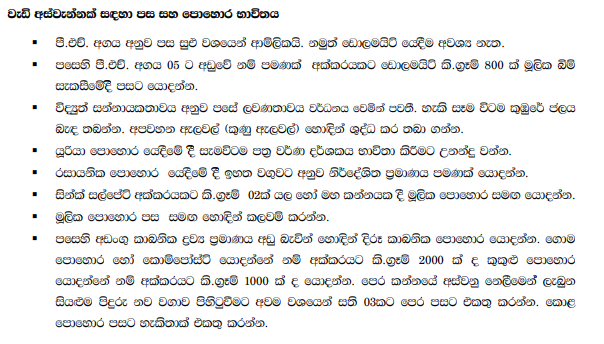 වැඩි අස්වැන්නක් සඳහා පස සහ පොහොර භාවිතය
▪ පී.එච්. අගය අනුව පස සුළු වශයෙන් ආම්ලිකයි. නමුත් ඩොලමයිට් යෙදීම අවශ්‍ය නැත.
▪ පසෙහි පී.එච්. අගය 05 ට අඩුවේ නම් පමණක් අක්කරයකට ඩොලමයිට් කි.ග්‍රෑම් 800 ක් මූලික බිම්
සැකසීමේදී පසට යොදන්න.
▪ විද්‍යුත් සන්නායකතාවය අනුව පසේ ලවණතාවය වර්ධනය වෙමින් පවතී. හැකි සෑම විටම කුඹුරේ ජලය
බැඳ තබන්න. අපවහන ඇලවල් (කුණු ඇලවල්) හොඳින් ශුද්ධ කර තබා ගන්න.
▪ යූරියා පොහොර යෙදීමේ දී සැමවිටම පත්‍ර වර්ණ දර්ශකය භාවිතා කිරීමට උනන්දු වන්න.
▪ රසායනික පොහොර යෙදීමේ දී ඉහත වගුවට අනුව නිර්දේශිත ප්‍රමාණය පමණක් යොදන්න.
▪ සින්ක් සල්පේට් අක්කරයකට කි.ග්‍රෑම් 02ක් යල හෝ මහ කන්නයක දී මූලික පොහොර සමඟ යොදන්න.
▪ මූලික පොහොර පස සමඟ හොඳින් කලවම් කරන්න.
▪ පසෙහි අඩංගු කාබනික ද්‍රව්‍ය ප්‍රමාණය අඩු බැවින් හොඳින් දිරූ කාබනික පොහොර යොදන්න. ගොම
පොහොර හෝ කොම්පෝස්ට් යොදන්නේ නම් අක්කරයකට කි.ග්‍රෑම් 2000 ක් ද කුකුළු පොහොර
යොදන්නේ නම් අක්කරයට කි.ග්‍රෑම් 1000 ක් ද යොදන්න. පෙර කන්නයේ අස්වනු නෙලීමෙන් ලැබුන
සියළුම පිදුරු නව වගාව පිහිටුවීමට අවම වශයෙන් සති 03කට පෙර පසට එකතු කරන්න. කොළ
පොහොර පසට හැකිතාක් එකතු කරන්න.